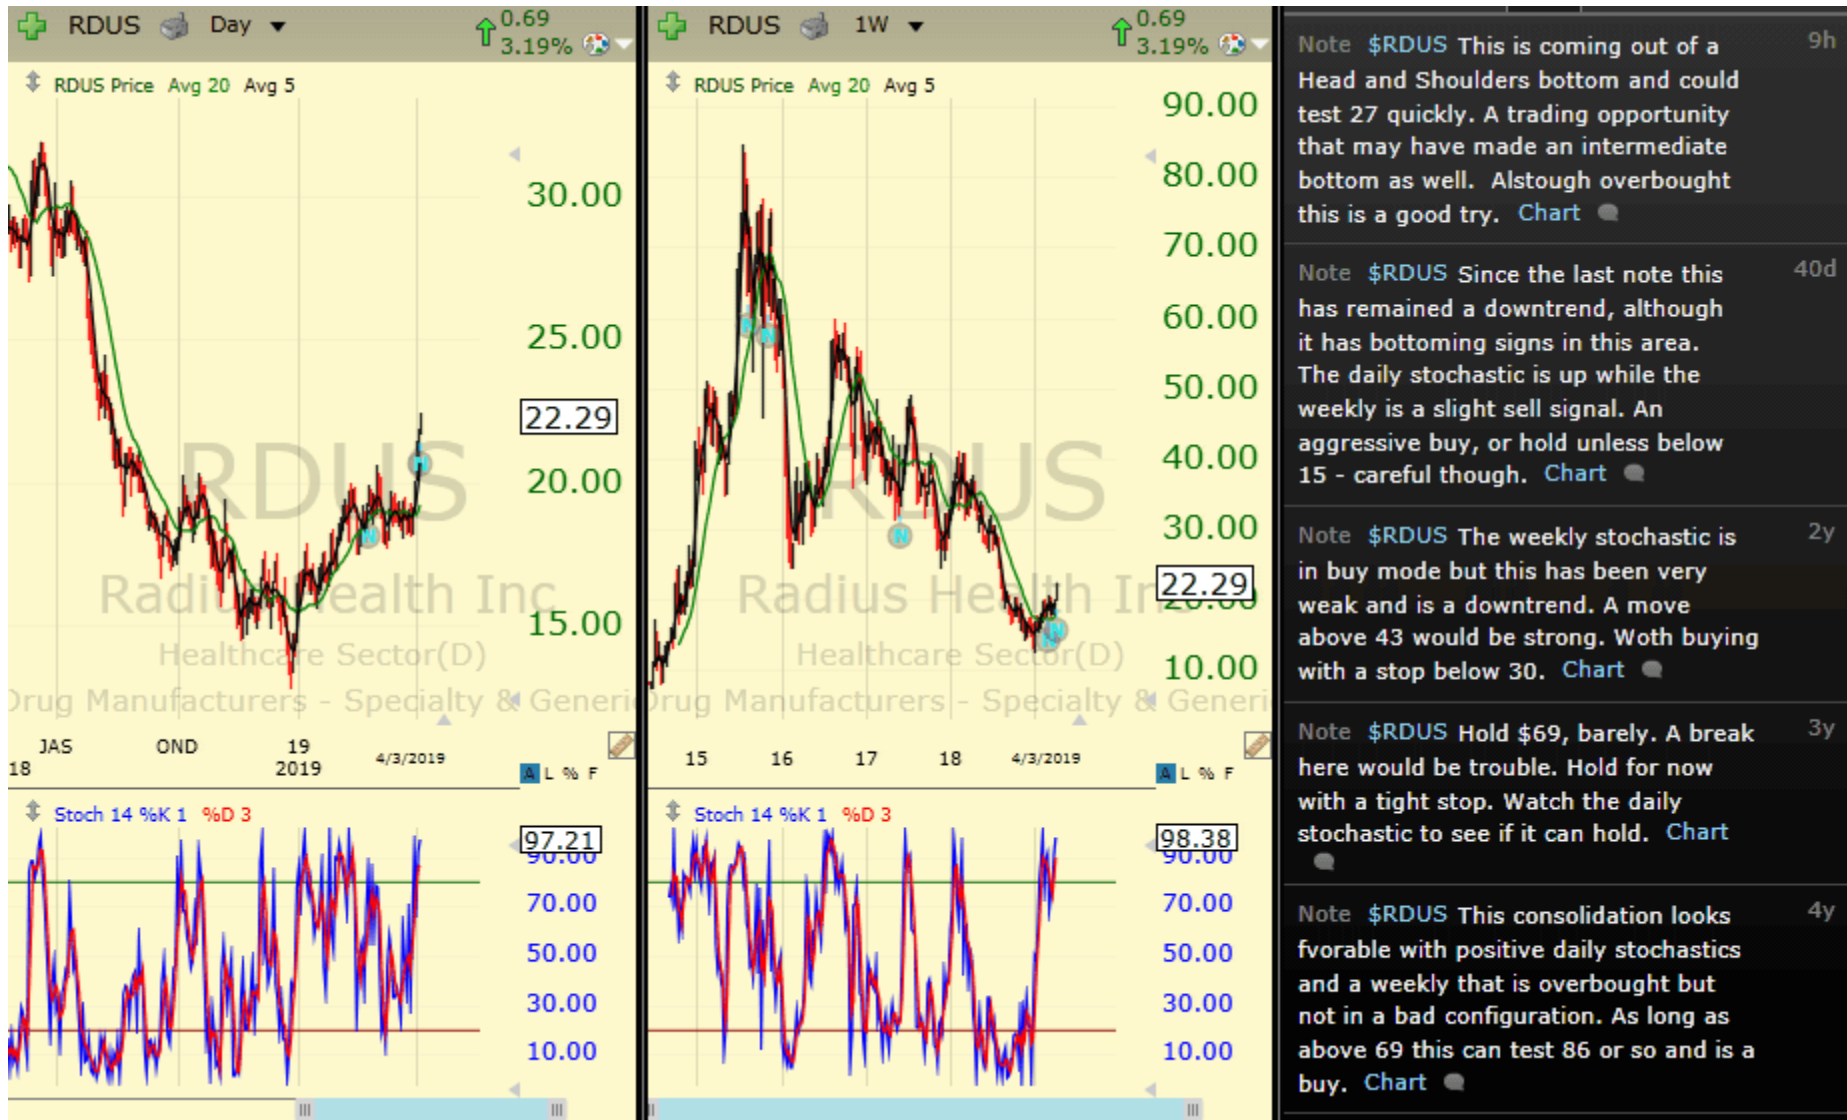 RDUS Day 0.69
3.19%
RDUS Price Avg 20 Avg 5
30.00
25.00
22.29
20.00
15.00
RDUS
Radius Health Inc
Healthcare Sector(D)
Drug Manufacturers - Specialty & Generi
JAS OND 19 4/3/2019
18 2019
A L % F
Stoch 14 %K 1 %D 3
97.21
90.00
70.00
50.00
30.00
10.00
RDUS 1W 0.69
3.19%
RDUS Price Avg 20 Avg 5
90.00
80.00
70.00
60.00
50.00
40.00
30.00
22.29
20.00
10.00
RDUS
Radius Health Inc
Healthcare Sector(D)
Drug Manufacturers - Specialty & Generi
15 16 17 18 4/3/2019
A L % F
Stoch 14 %K 1 %D 3
98.38
90.00
70.00
50.00
30.00
10.00
N
N
N
N
N
N
N
Note $RDUS This is coming out of a 9h
Head and Shoulders bottom and could
test 27 quickly. A trading opportunity
that may have made an intermediate
bottom as well. Alstough overbought
this is a good try. Chart
Note $RDUS Since the last note this 40d
has remained a downtrend, although
it has bottoming signs in this area.
The daily stochastic is up while the
weekly is a slight sell signal. An
aggressive buy, or hold unless below
15 - careful though. Chart
Note $RDUS The weekly stochastic is 2y
in buy mode but this has been very
weak and is a downtrend. A move
above 43 would be strong. Woth buying
with a stop below 30. Chart
Note $RDUS Hold $69, barely. A break 3y
here would be trouble. Hold for now
with a tight stop. Watch the daily
stochastic to see if it can hold. Chart
Note $RDUS This consolidation looks 4y
fvorable with positive daily stochastics
and a weekly that is overbought but
not in a bad configuration. As long as
above 69 this can test 86 or so and is a
buy. Chart